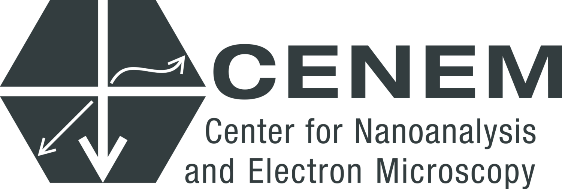 CENEM
Center for Nanoanalysis
and Electron Microscopy